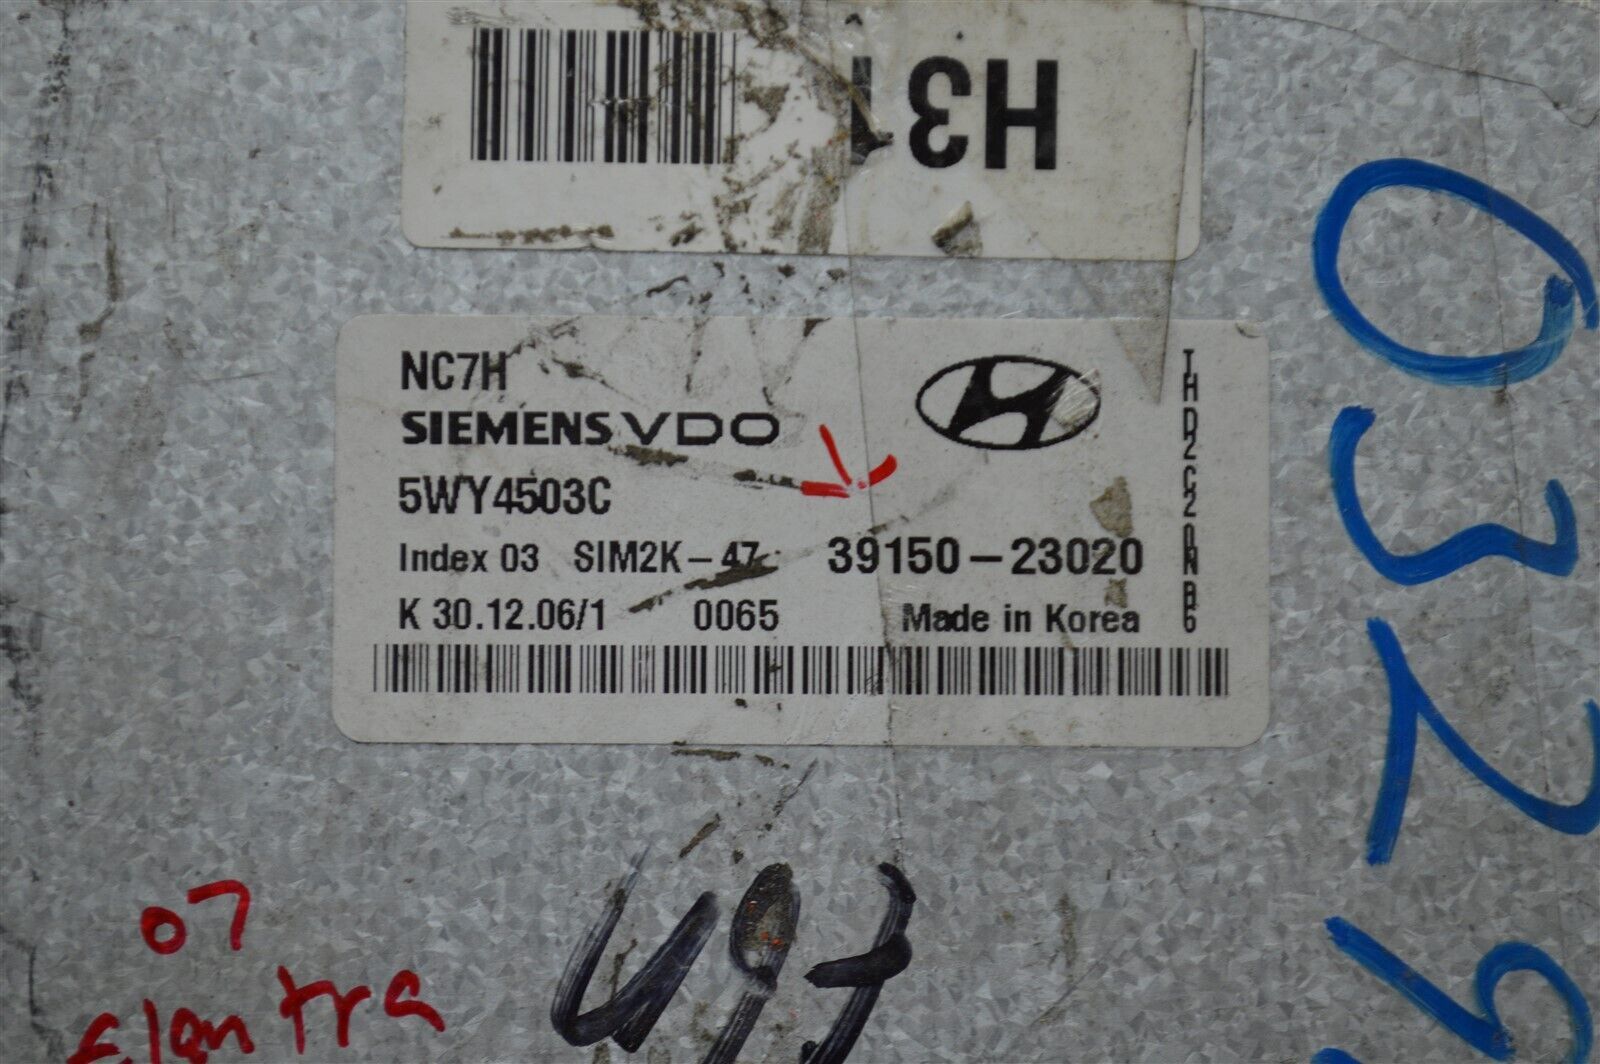 H31
NC7H
SIEMENS VDO
5WY4503C
Index 03 SIM2K-47 39150-23020
K 30.12.06/1 0065 Made in Korea
0329
07
Elantra